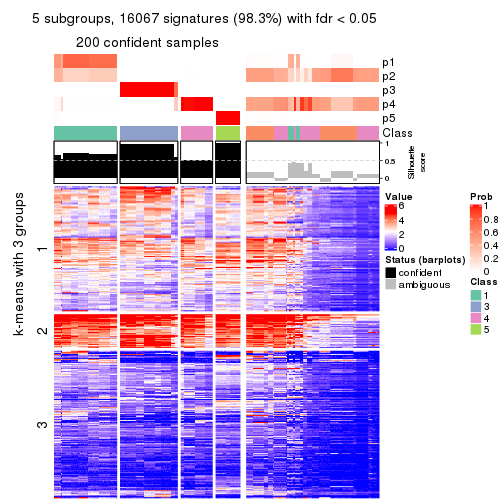 5 subgroups, 16067 signatures (98.3%) with fdr < 0.05
200 confident samples
p1
p2
p3
p4
p5
Class
1
0.5
0
Silhouette
score
k-means with 3 groups
1
2
3
Value
6
4
2
0
Status (barplots)
confident
ambiguous
Prob
1
0.8
0.6
0.4
0.2
0
Class
1
3
4
5